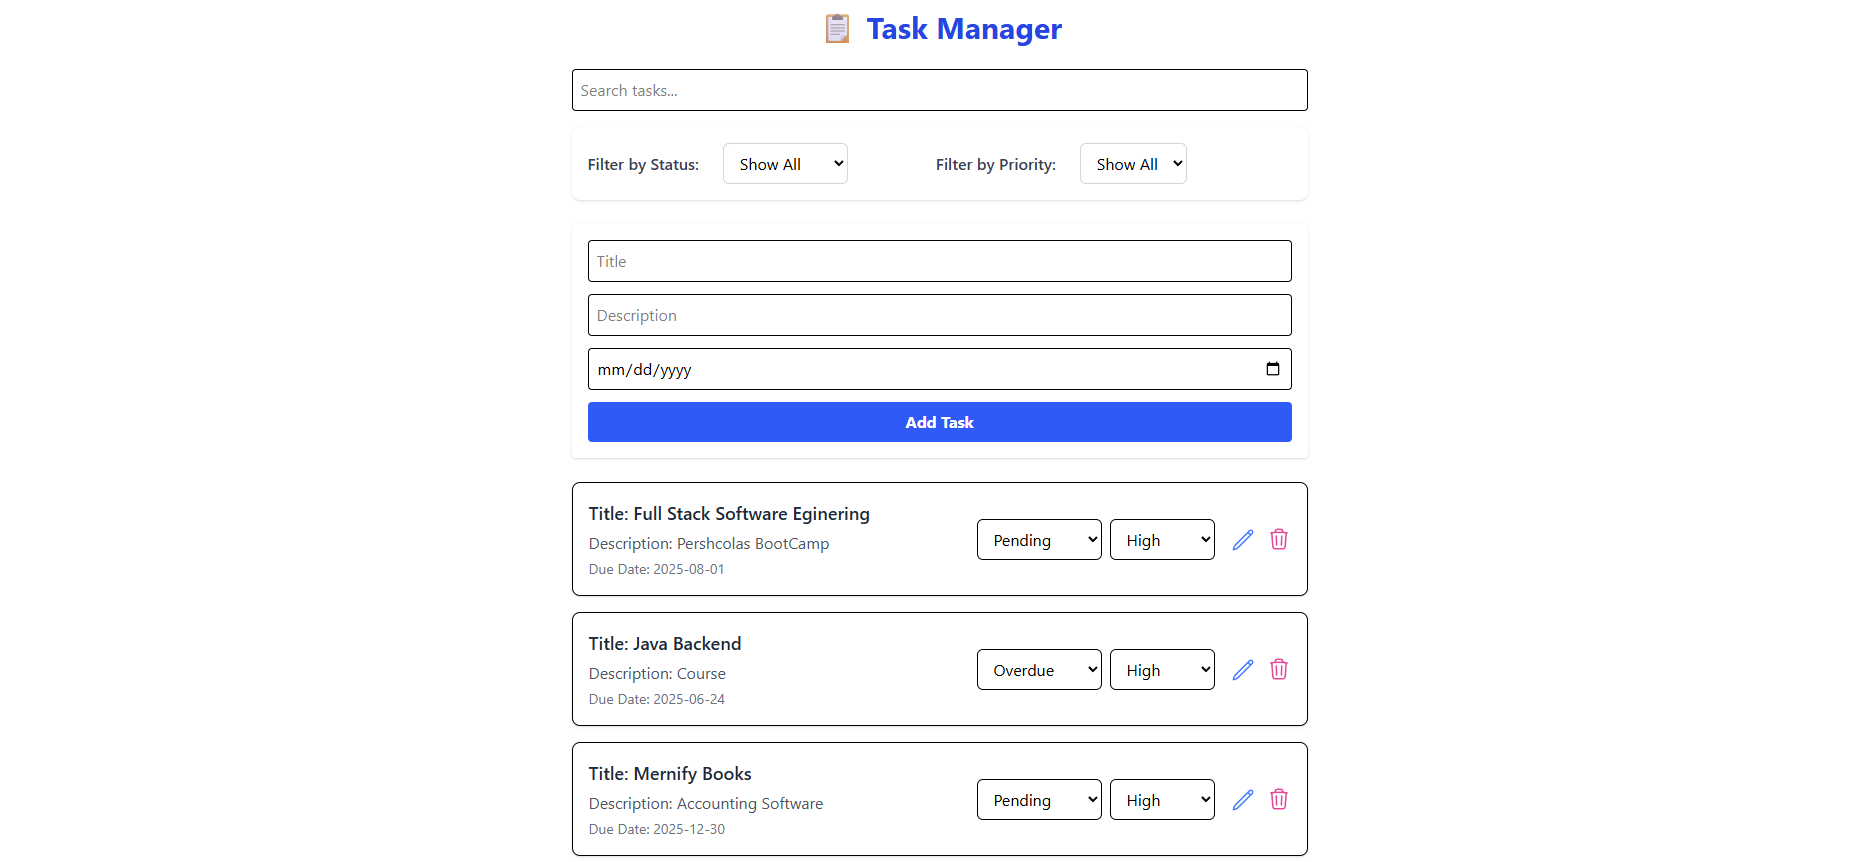 Task Manager
Search tasks...
Filter by Status: Show All Filter by Priority: Show All
Title
Description
mm/dd/yyyy
Add Task
Title: Full Stack Software Eginering
Description: Pershcolas BootCamp
Due Date: 2025-08-01
Pending High
Title: Java Backend
Description: Course
Due Date: 2025-06-24
Overdue High
Title: Mernify Books
Description: Accounting Software
Due Date: 2025-12-30
Pending High